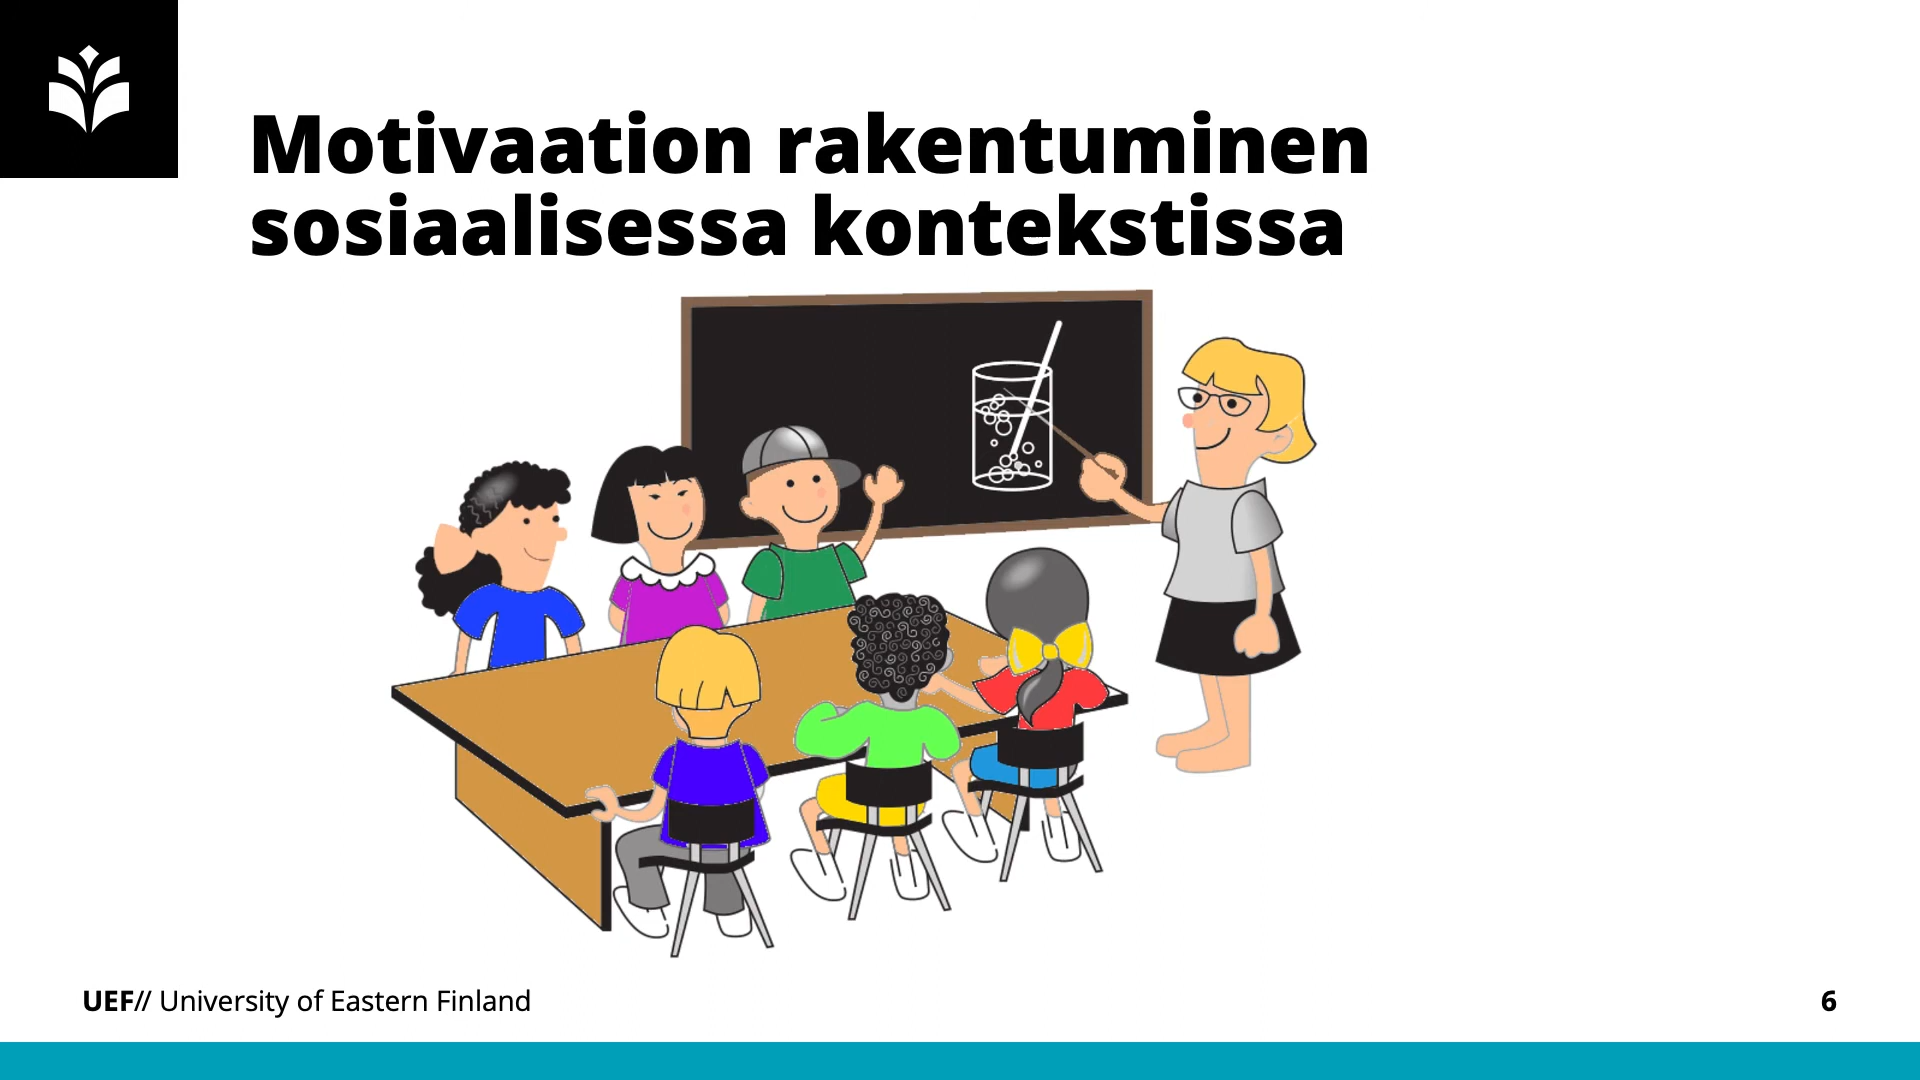 Motivaation rakentuminen
sosiaalisessa kontekstissa
UEF// University of Eastern Finland
6